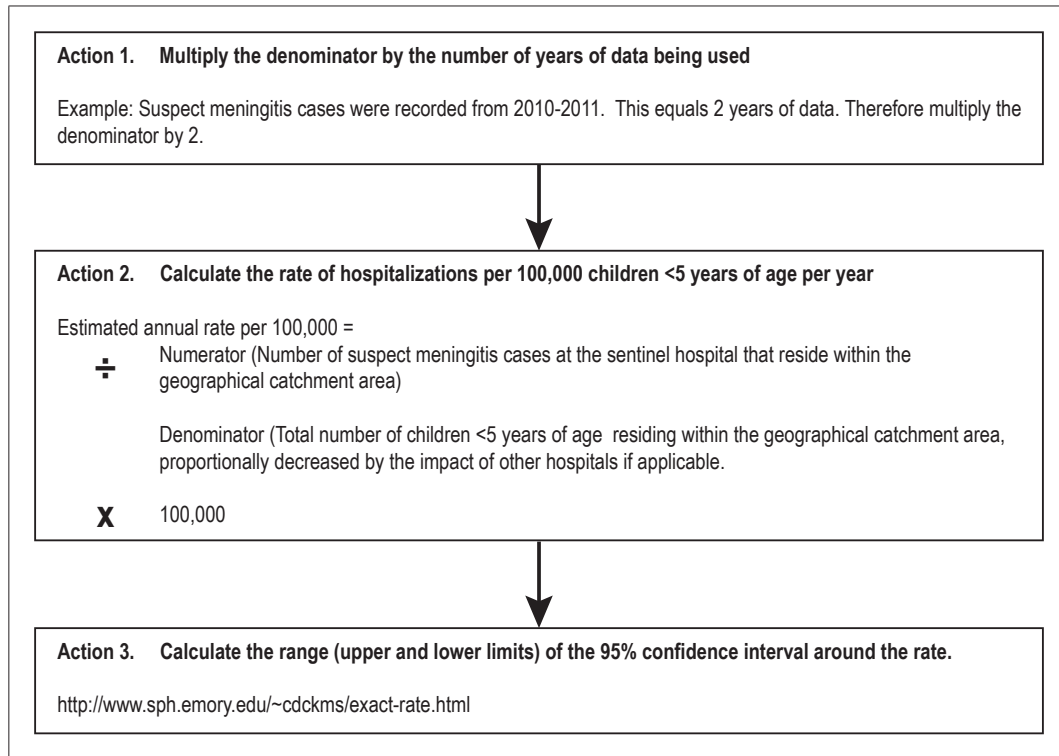 Action 1. Multiply the denominator by the number of years of data being used
Example: Suspect meningitis cases were recorded from 2010-2011. This equals 2 years of data. Therefore multiply the
denominator by 2.
Action 2. Calculate the rate of hospitalizations per 100,000 children <5 years of age per year
Estimated annual rate per 100,000 =
÷ Numerator (Number of suspect meningitis cases at the sentinel hospital that reside within the
geographical catchment area)
Denominator (Total number of children <5 years of age residing within the geographical catchment area,
proportionally decreased by the impact of other hospitals if applicable.
x 100,000
Action 3. Calculate the range (upper and lower limits) of the 95% confidence interval around the rate.
http://www.sph.emory.edu/~cdckms/exact-rate.html